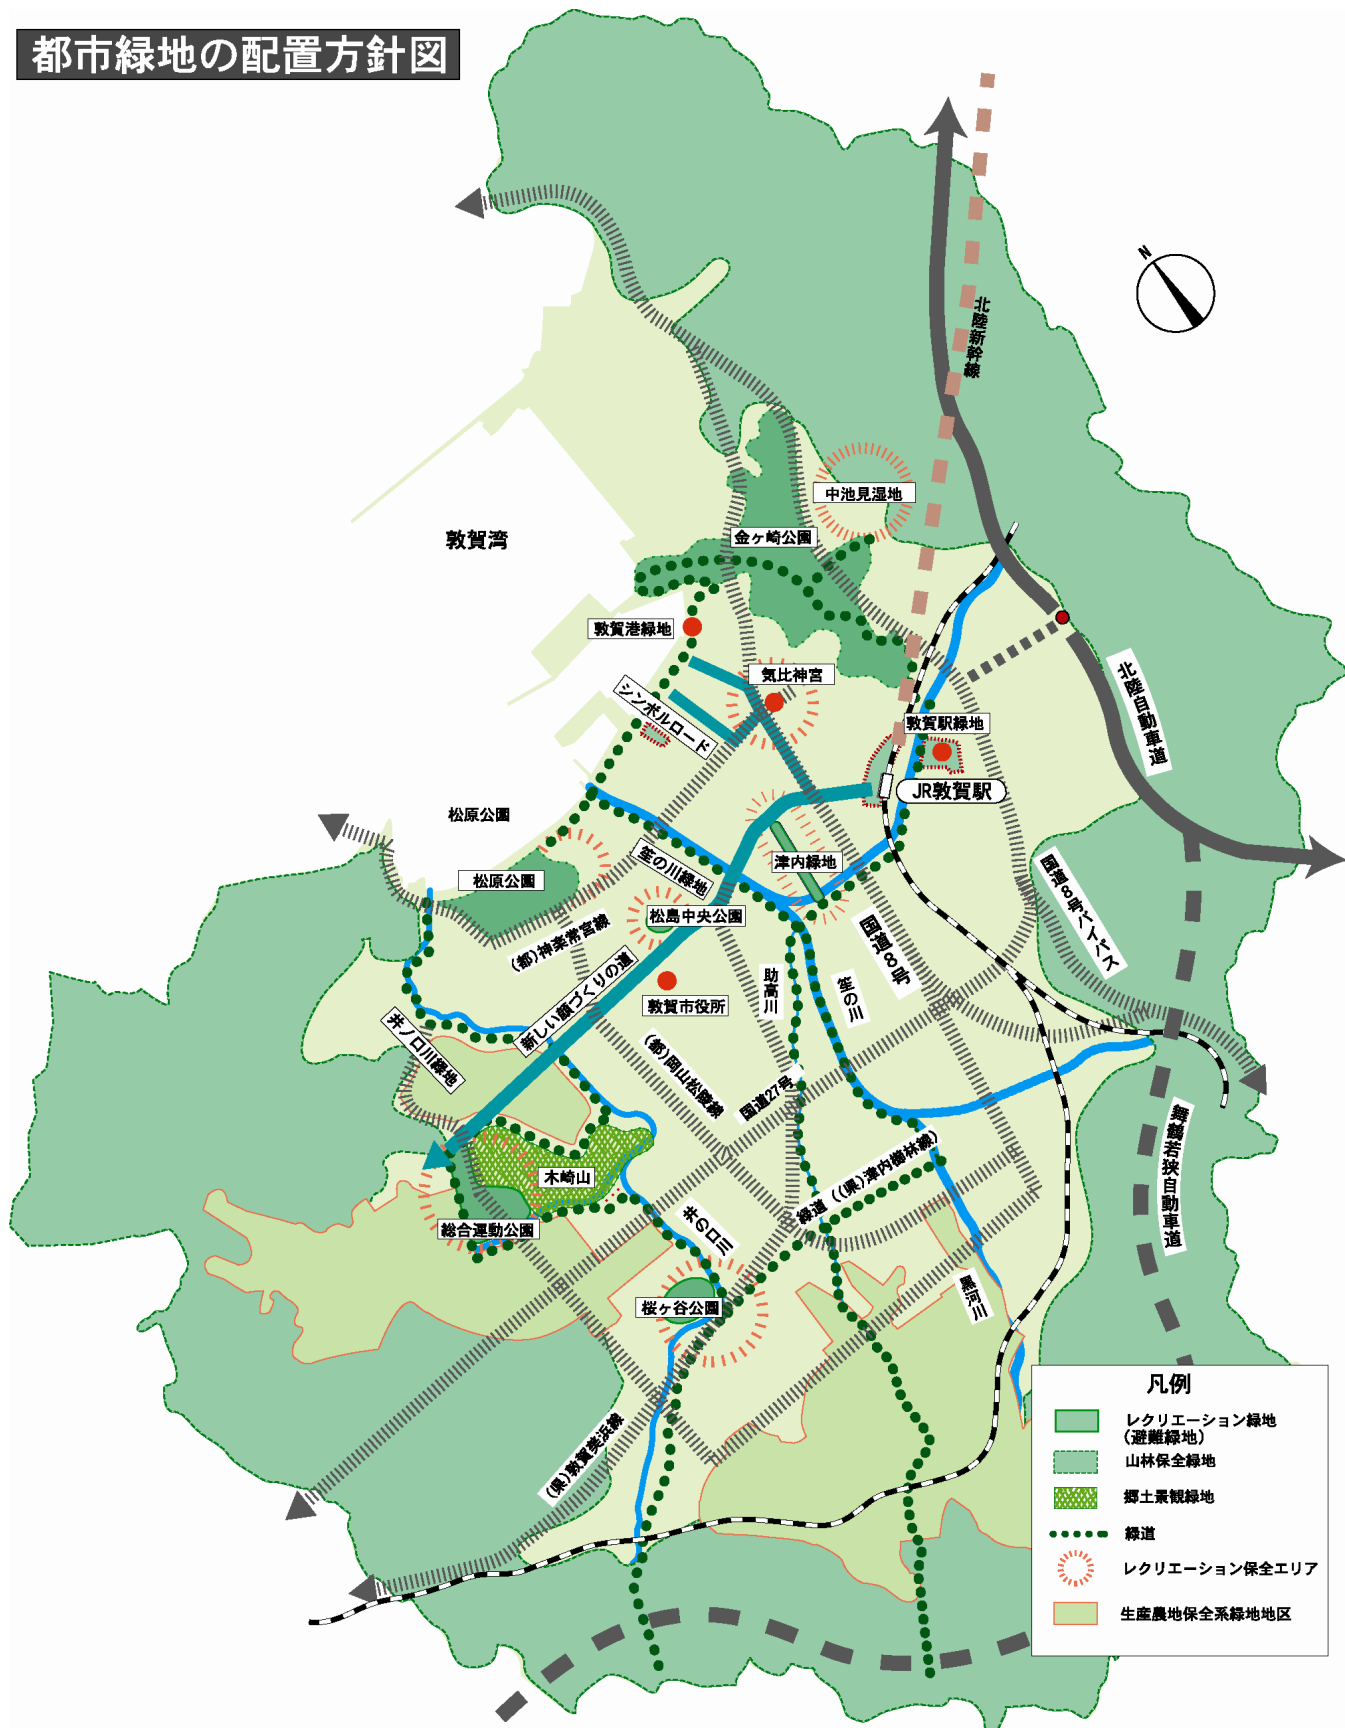 都市緑地の配置方針図
N
北陸新幹線
中池見湿地
金ヶ崎公園
敦賀湾
敦賀港緑地
気比神宮
シンボルロード
敦賀駅緑地
北陸自動車道
JR敦賀駅
松原公園
笙の川緑地
津内緑地
松原公園
松島中央公園
国道8号バイパス
(都)神楽常宮線
国道8号
新しい顔づくりの道
助高川
笙の川
敦賀市役所
井ノ口川緑地
(都)岡山松陵線
国道27号
舞鶴若狭自動車道
緑道((県)津内櫛林線)
木崎山
総合運動公園
井の口川
桜ヶ谷公園
黒河川
(県)敦賀美浜線
凡例
レクリエーション緑地
(避難緑地)
山林保全緑地
郷土景観緑地
緑道
レクリエーション保全エリア
生産農地保全系緑地地区